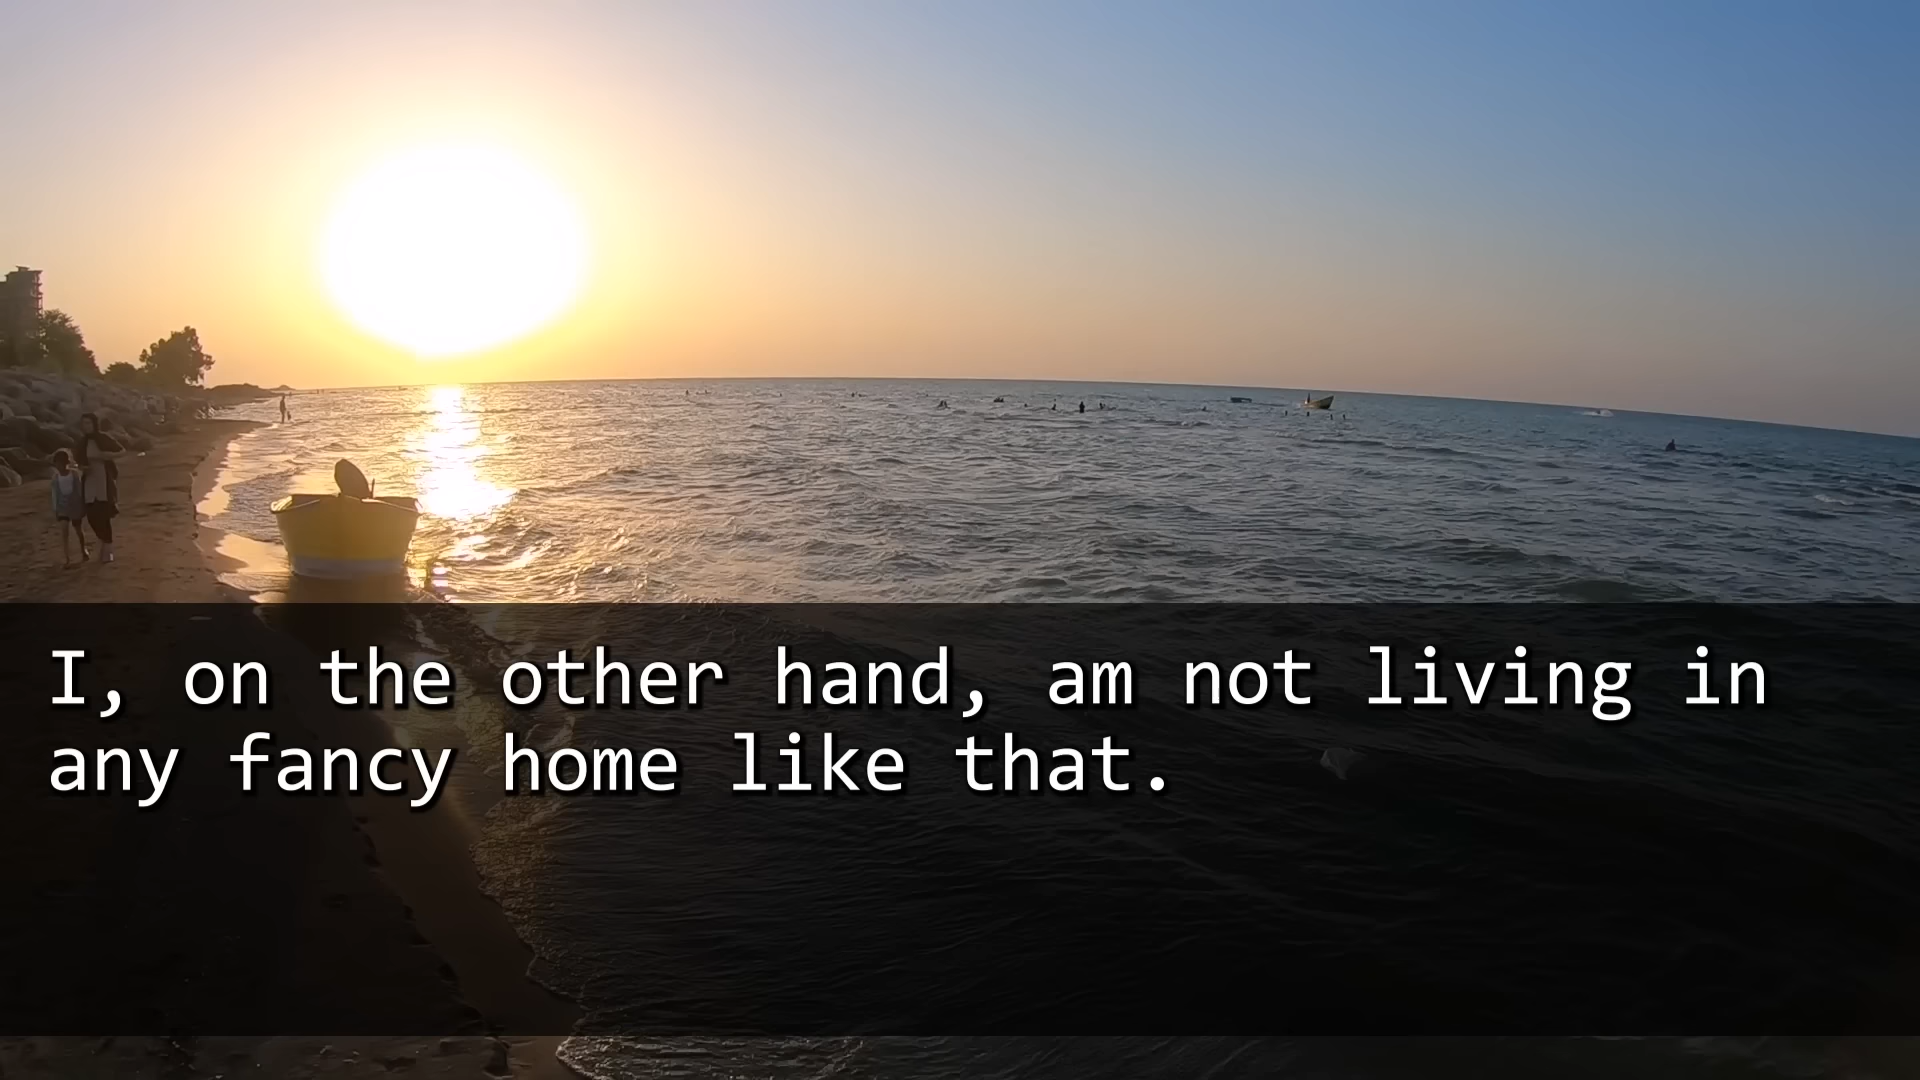 I, on the other hand, am not living in
any fancy home like that.